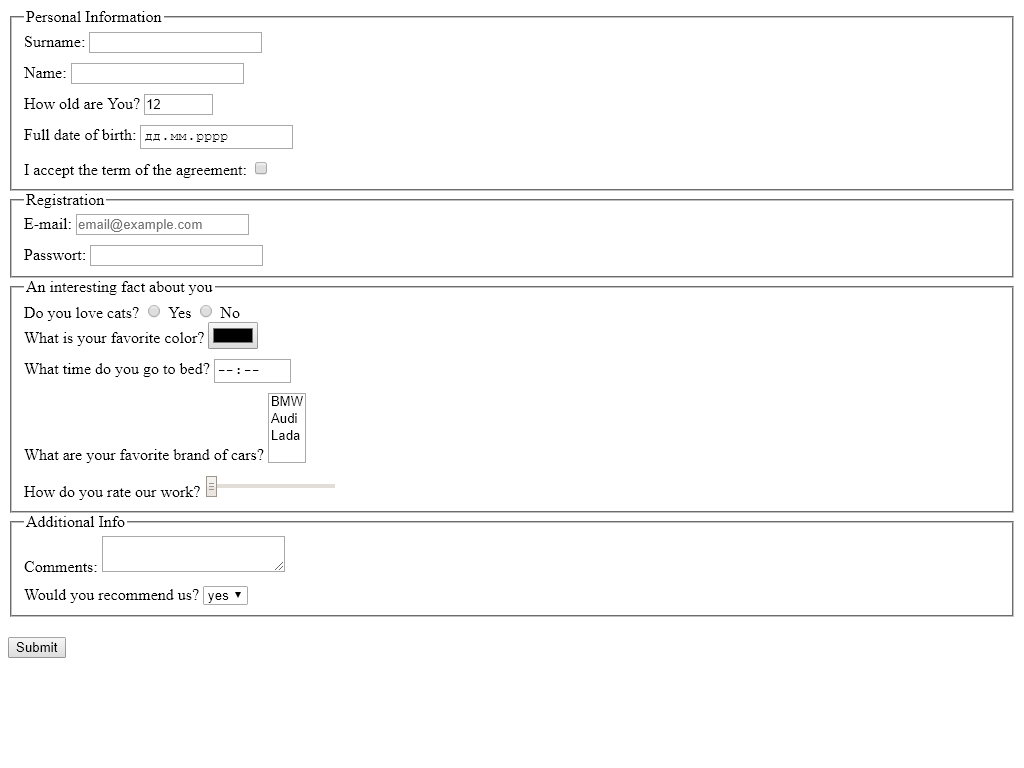 Personal Information
Surname:
Name:
How old are You? 12
Full date of birth: дд.мм.рррр
I accept the term of the agreement:
Registration
E-mail: email@example.com
Passwort:
An interesting fact about you
Do you love cats? Yes No
What is your favorite color?
What time do you go to bed? --:--
BMW
Audi
Lada
What are your favorite brand of cars?
How do you rate our work?
Additional Info
Comments:
Would you recommend us? yes
Submit